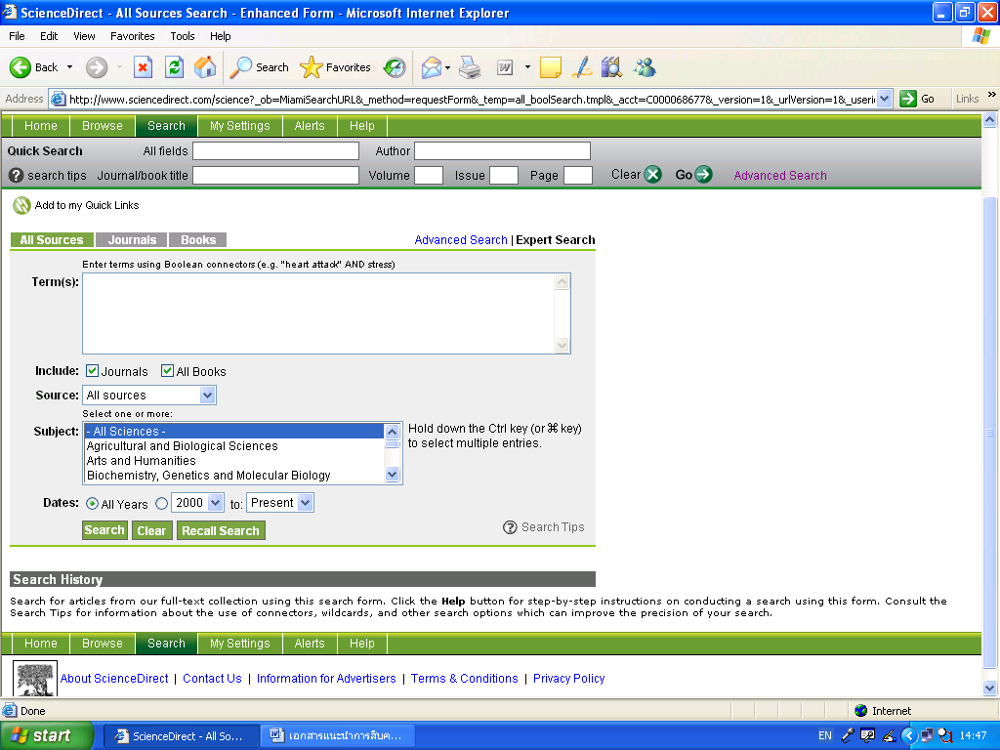 ScienceDirect - All Sources Search - Enhanced Form - Microsoft Internet Explorer
File Edit View Favorites Tools Help
Back Search Favorites
Address http://www.sciencedirect.com/science?_ob=MiamiSearchURL&_method=requestForm&_temp=all_boolSearch.tmpl&_acct=C000068677&_version=1&_urlVersion=1&_useri Go Links »
Home Browse Search My Settings Alerts Help
Quick Search All fields Author
? search tips Journal/book title Volume Issue Page Clear Go Advanced Search
Add to my Quick Links
All Sources Journals Books Advanced Search | Expert Search
Enter terms using Boolean connectors (e.g. "heart attack" AND stress)
Term(s):
Include: Journals All Books
Source: All sources
Select one or more:
Subject: - All Sciences -
Agricultural and Biological Sciences
Arts and Humanities
Biochemistry, Genetics and Molecular Biology
Hold down the Ctrl key (or ⌘ key)
to select multiple entries.
Dates: All Years 2000 to: Present
Search Clear Recall Search ? Search Tips
Search History
Search for articles from our full-text collection using this search form. Click the Help button for step-by-step instructions on conducting a search using this form. Consult the
Search Tips for information about the use of connectors, wildcards, and other search options which can improve the precision of your search.
Home Browse Search My Settings Alerts Help
About ScienceDirect | Contact Us | Information for Advertisers | Terms & Conditions | Privacy Policy
Done Internet
start ScienceDirect - All So... เอกสารแนะนำการสืบค... EN 14:47